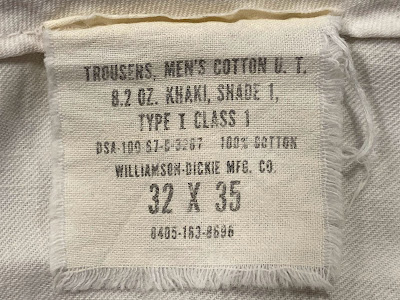 TROUSERS, MEN'S COTTON U. T.
8.2 OZ. KHAKI, SHADE 1,
TYPE I CLASS 1
DSA-100 67-C-3267 100% COTTON
WILLIAMSON-DICKIE MFG. CO.
32 X 35
8405-163-8696